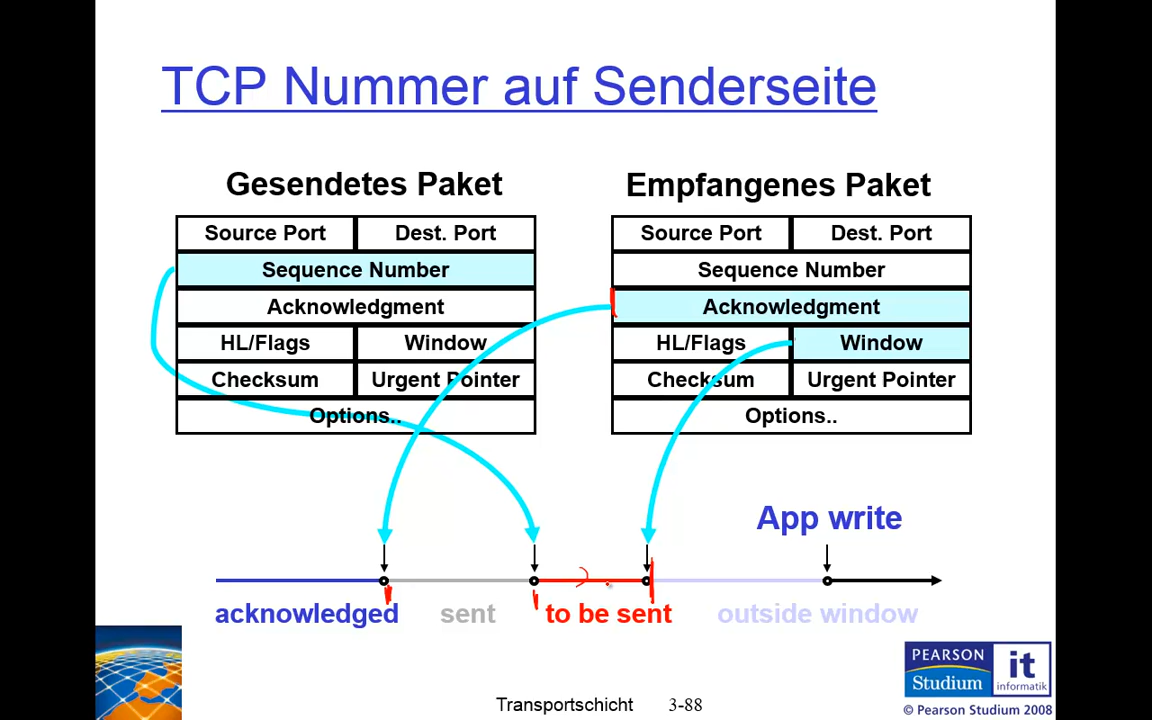 TCP Nummer auf Senderseite
Gesendetes Paket
Source Port Dest. Port
Sequence Number
Acknowledgment
HL/Flags Window
Checksum Urgent Pointer
Options..
Empfangenes Paket
Source Port Dest. Port
Sequence Number
Acknowledgment
HL/Flags Window
Checksum Urgent Pointer
Options..
App write
acknowledged sent to be sent outside window
PEARSON
Studium
it
informatik
Transportschicht 3-88
© Pearson Studium 2008